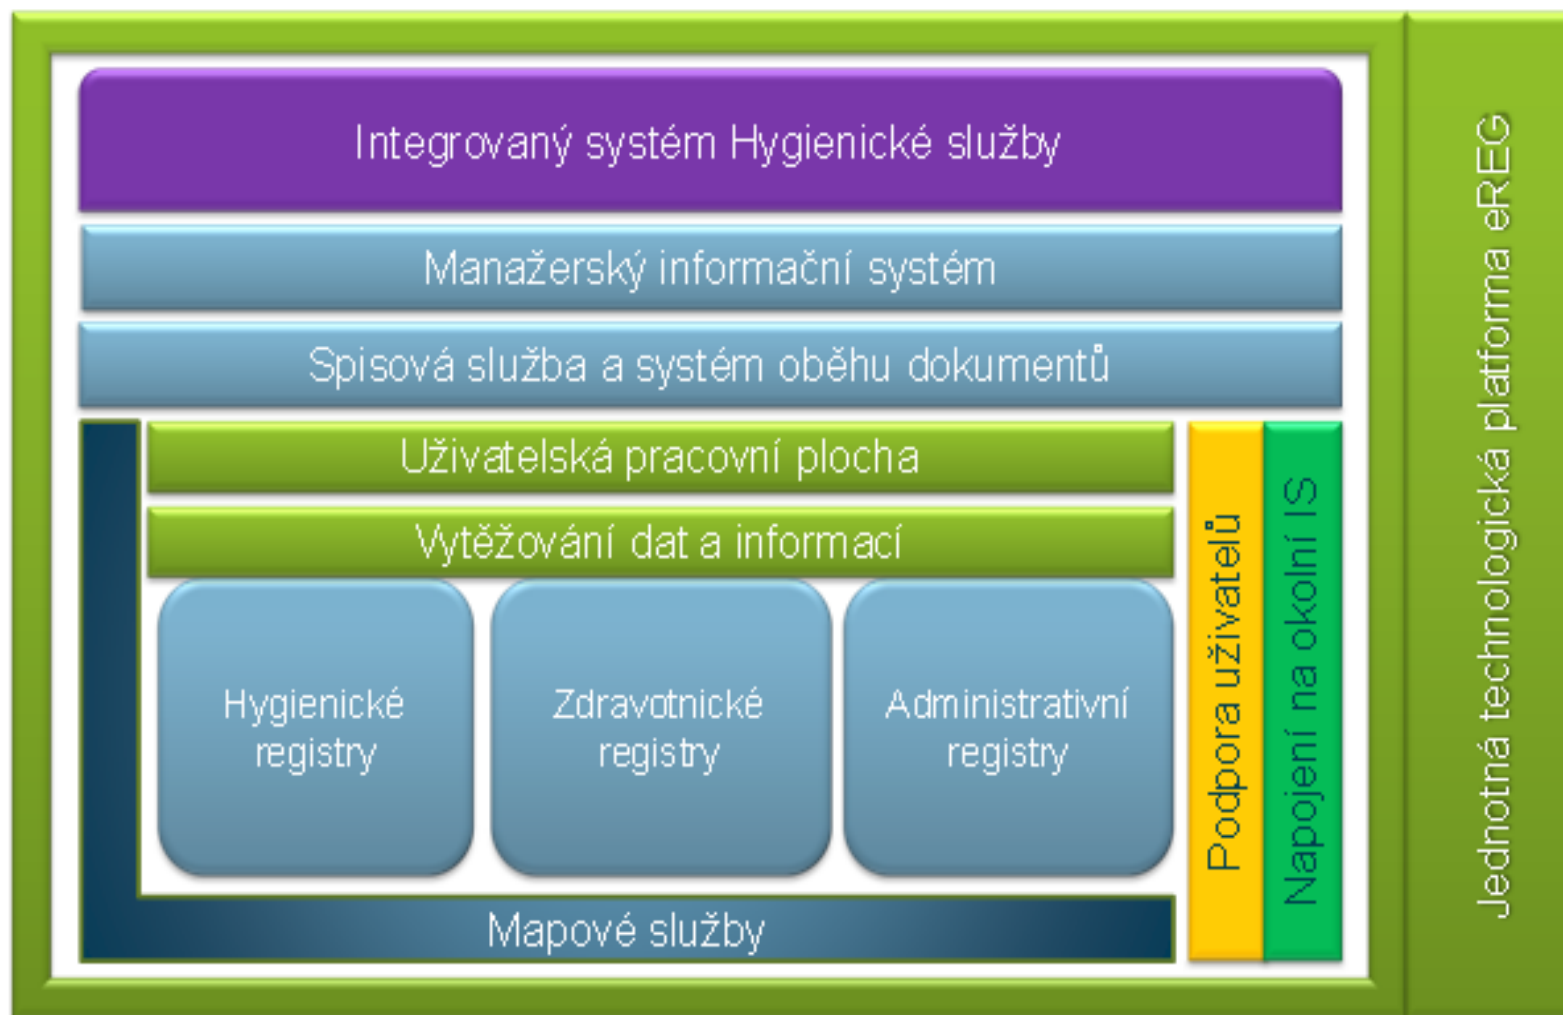 Integrovaný systém Hygienické služby
Manažerský informační systém
Spisová služba a systém oběhu dokumentů
Uživatelská pracovní plocha
Vytěžování dat a informací
Hygienické
registry
Zdravotnické
registry
Administrativní
registry
Mapové služby
Podpora uživatelů
Napojení na okolní IS
Jednotná technologická platforma eREG